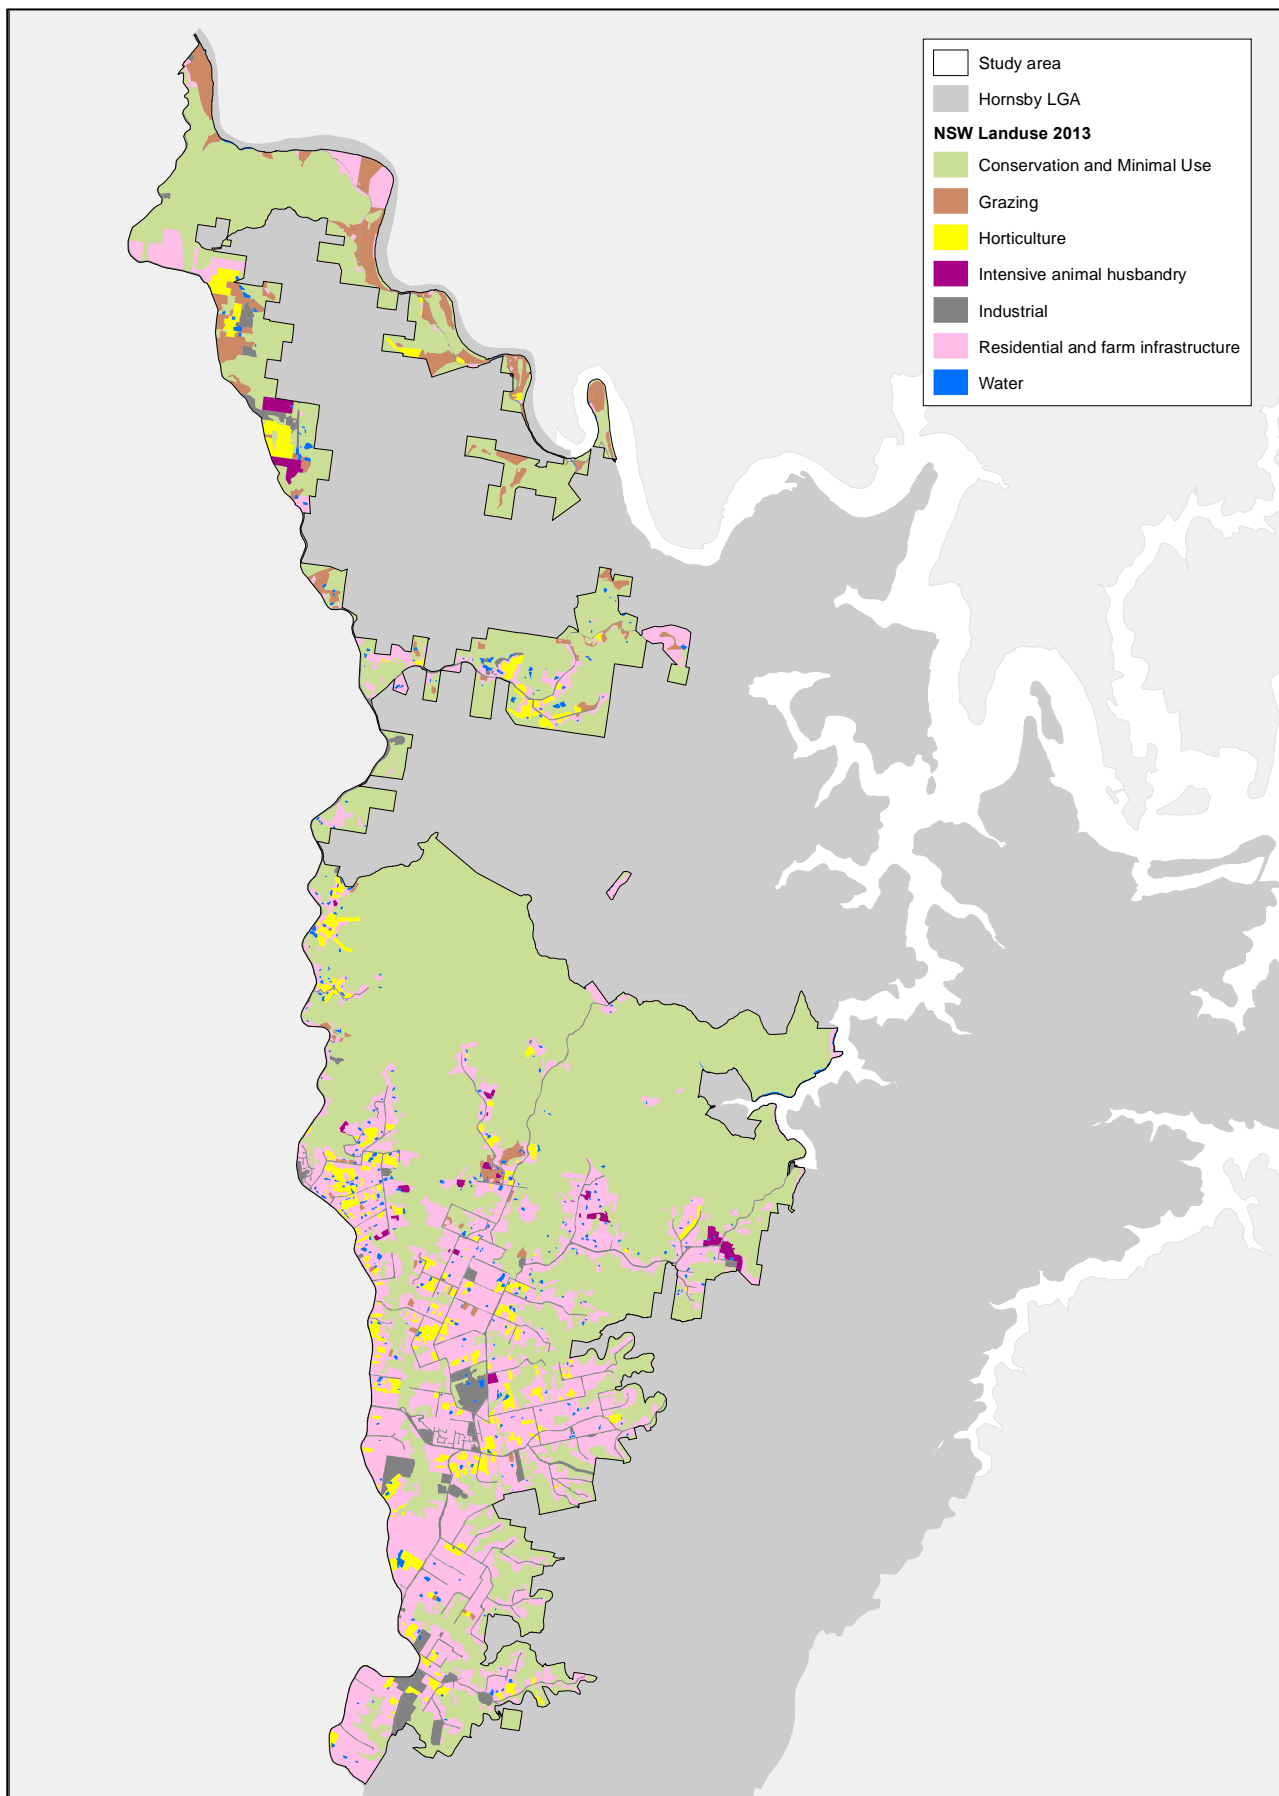 Study area
Hornsby LGA
NSW Landuse 2013
Conservation and Minimal Use
Grazing
Horticulture
Intensive animal husbandry
Industrial
Residential and farm infrastructure
Water